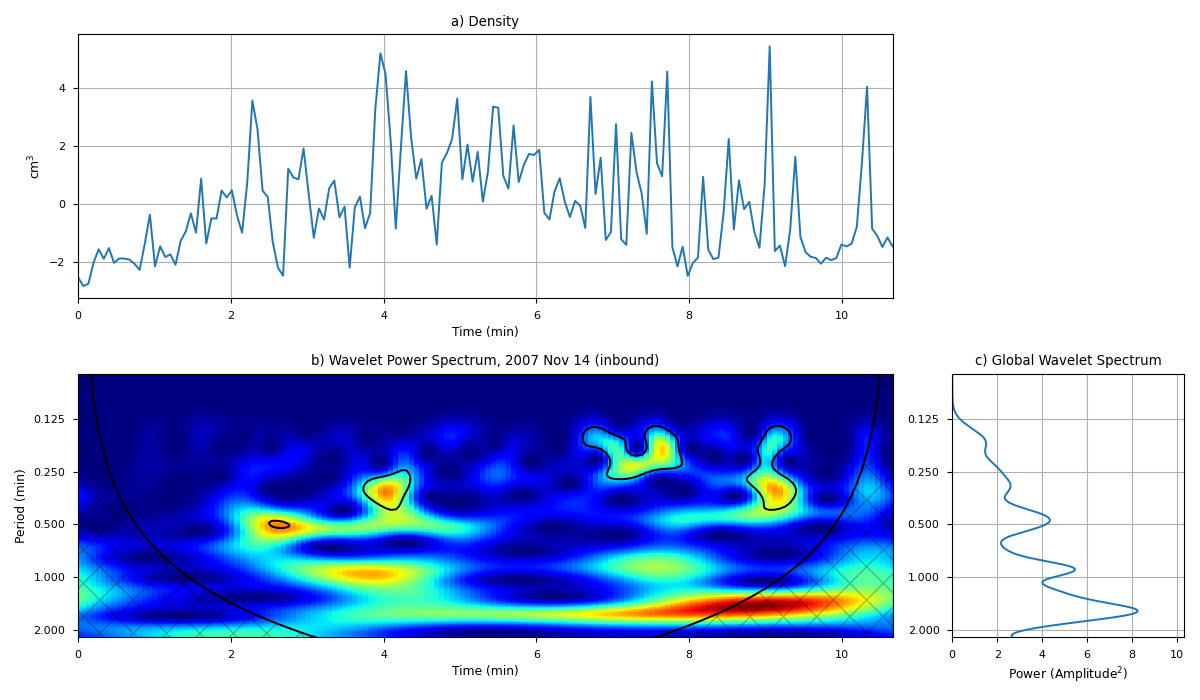 a) Density
cm³
4
2
0
−2
0 2 4 6 8 10
Time (min)
b) Wavelet Power Spectrum, 2007 Nov 14 (inbound)
Period (min)
0.125
0.250
0.500
1.000
2.000
0 2 4 6 8 10
Time (min)
c) Global Wavelet Spectrum
0.125
0.250
0.500
1.000
2.000
0 2 4 6 8 10
Power (Amplitude²)